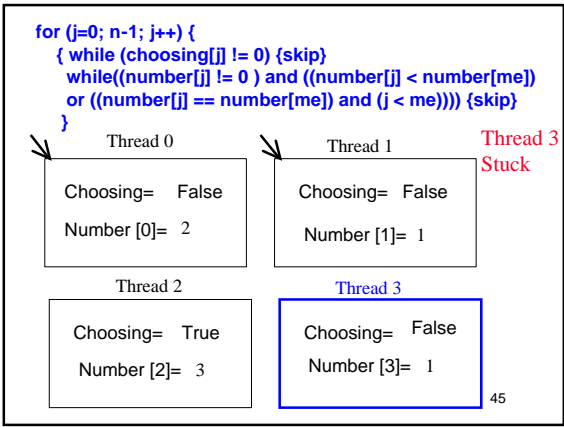 for (j=0; n-1; j++) {
{ while (choosing[j] != 0) {skip}
while((number[j] != 0 ) and ((number[j] < number[me])
or ((number[j] == number[me]) and (j < me)))) {skip}
}
Thread 0
Thread 1
Thread 3
Stuck
Choosing= False
Number [0]= 2
Choosing= False
Number [1]= 1
Thread 2
Thread 3
Choosing= True
Number [2]= 3
Choosing= False
Number [3]= 1
45